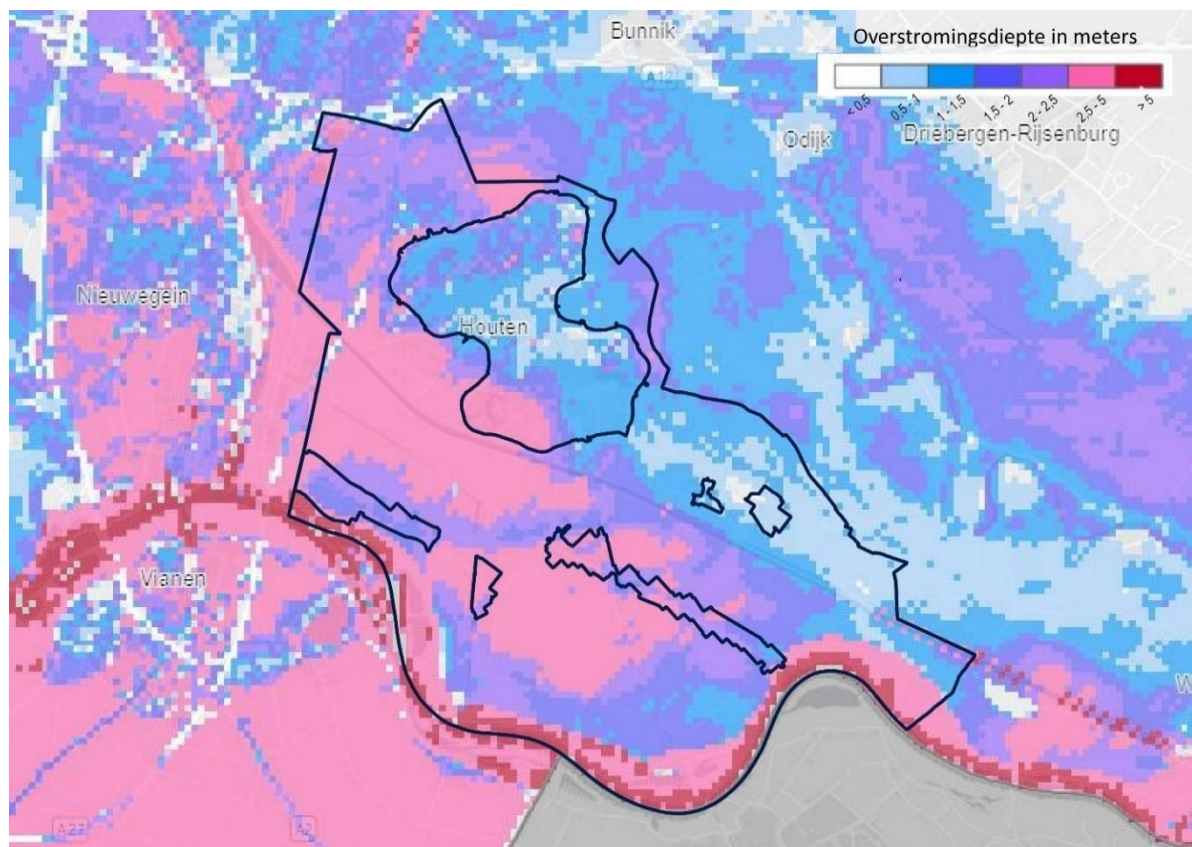 Bunnik
Overstromingsdiepte in meters
A12
< 0,5
0,5 - 1
1 - 1,5
1,5 - 2
2 - 2,5
2,5 - 5
> 5
Odijk
Driebergen-Rijsenburg
Nieuwegein
Houten
Vianen
W
A27
A2